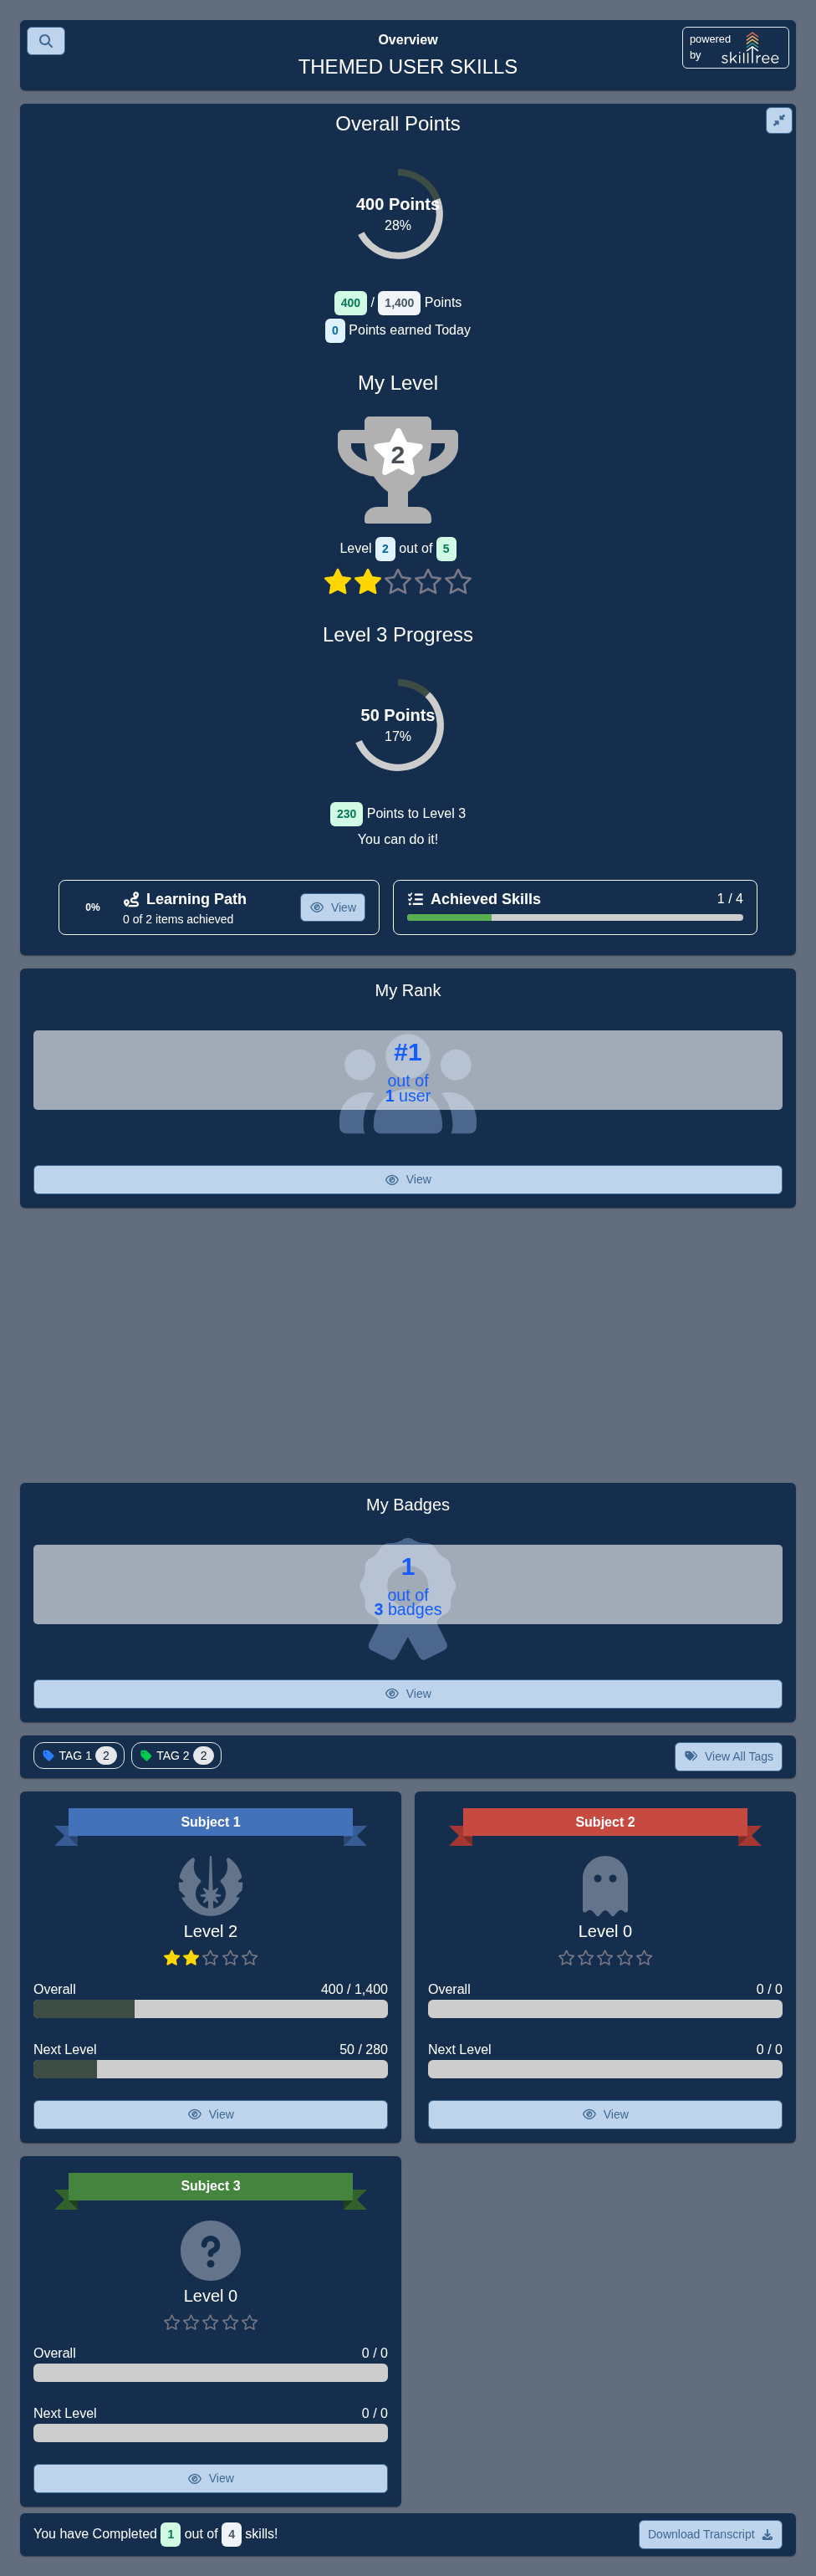 Overview
THEMED USER SKILLS
powered
by skilltree
Overall Points
400 Points
28%
400 / 1,400 Points
0 Points earned Today
My Level
2
Level 2 out of 5
Level 3 Progress
50 Points
17%
230 Points to Level 3
You can do it!
0%
Learning Path
0 of 2 items achieved
View
Achieved Skills 1 / 4
My Rank
#1
out of
1 user
View
My Badges
1
out of
3 badges
View
TAG 1 2 TAG 2 2 View All Tags
Subject 1
Level 2
Overall 400 / 1,400
Next Level 50 / 280
View
Subject 2
Level 0
Overall 0 / 0
Next Level 0 / 0
View
Subject 3
Level 0
Overall 0 / 0
Next Level 0 / 0
View
You have Completed 1 out of 4 skills! Download Transcript